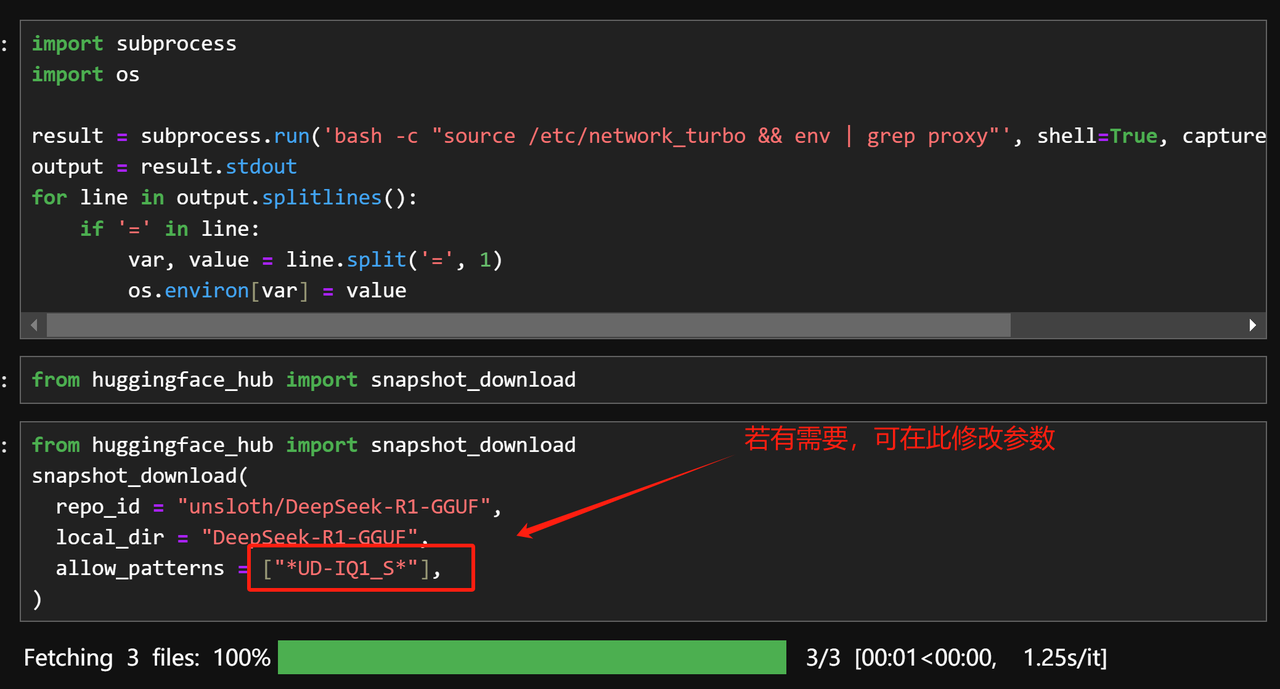 :
import subprocess
import os
result = subprocess.run('bash -c "source /etc/network_turbo && env | grep proxy"', shell=True, capture
output = result.stdout
for line in output.splitlines():
    if '=' in line:
        var, value = line.split('=', 1)
        os.environ[var] = value
:
from huggingface_hub import snapshot_download
:
from huggingface_hub import snapshot_download
若有需要，可在此修改参数
snapshot_download(
  repo_id = "unsloth/DeepSeek-R1-GGUF",
  local_dir = "DeepSeek-R1-GGUF",
  allow_patterns = ["*UD-IQ1_S*"],
)
Fetching 3 files: 100% 3/3 [00:01<00:00, 1.25s/it]